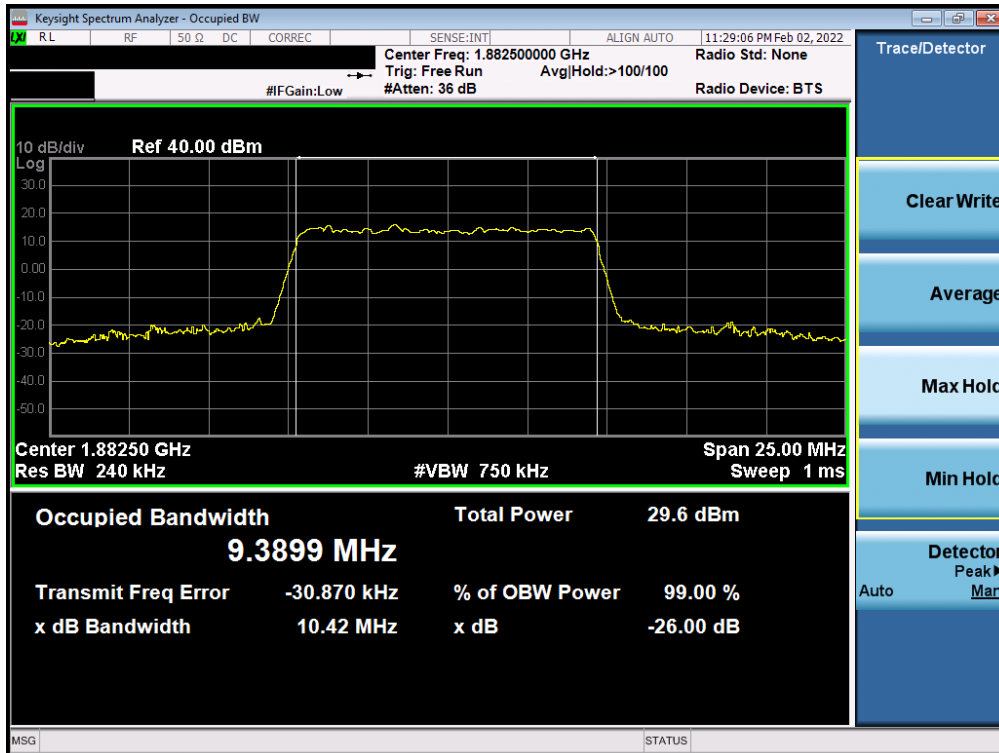 Keysight Spectrum Analyzer - Occupied BW
LXI RL RF 50 Ω DC CORREC SENSE:INT ALIGN AUTO 11:29:06 PM Feb 02, 2022
Center Freq: 1.882500000 GHz Radio Std: None
Trig: Free Run Avg|Hold:>100/100
#IFGain:Low #Atten: 36 dB Radio Device: BTS
Trace/Detector
10 dB/div Ref 40.00 dBm
Log
30.0
20.0
10.0
0.00
-10.0
-20.0
-30.0
-40.0
-50.0
Center 1.88250 GHz Span 25.00 MHz
Res BW 240 kHz #VBW 750 kHz Sweep 1 ms
Occupied Bandwidth Total Power 29.6 dBm
9.3899 MHz
Transmit Freq Error -30.870 kHz % of OBW Power 99.00 %
x dB Bandwidth 10.42 MHz x dB -26.00 dB
Clear Write
Average
Max Hold
Min Hold
Detector
Peak
Auto Man
MSG STATUS